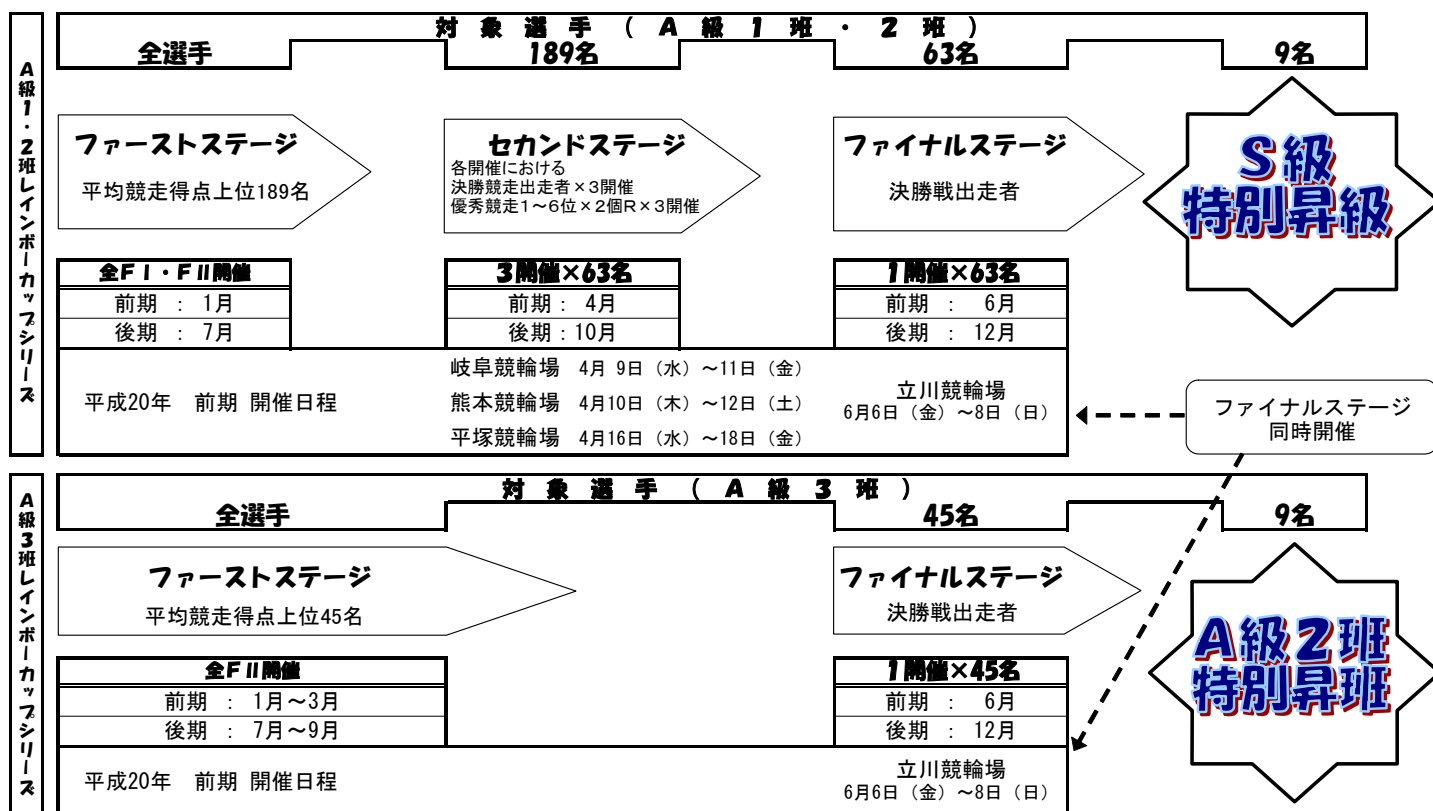 A級1・2班レインボーカップシリーズ
対象選手(A級1班・2班)
全選手
189名
63名
9名
ファーストステージ
平均競走得点上位189名
セカンドステージ
各開催における
決勝競走出走者×3開催
優秀競走1～6位×2個R×3開催
ファイナルステージ
決勝戦出走者
S級
特別昇級
全FⅠ・FⅡ開催
前期 : 1月
後期 : 7月
3開催×63名
前期: 4月
後期:10月
1開催×63名
前期 : 6月
後期 : 12月
平成20年 前期 開催日程
岐阜競輪場 4月 9日(水)～11日(金)
熊本競輪場 4月10日(木)～12日(土)
平塚競輪場 4月16日(水)～18日(金)
立川競輪場
6月6日(金)～8日(日)
ファイナルステージ
同時開催
A級3班レインボーカップシリーズ
対象選手(A級3班)
全選手
45名
9名
ファーストステージ
平均競走得点上位45名
ファイナルステージ
決勝戦出走者
A級2班
特別昇班
全FⅡ開催
前期 : 1月～3月
後期 : 7月～9月
1開催×45名
前期 : 6月
後期 : 12月
平成20年 前期 開催日程
立川競輪場
6月6日(金)～8日(日)